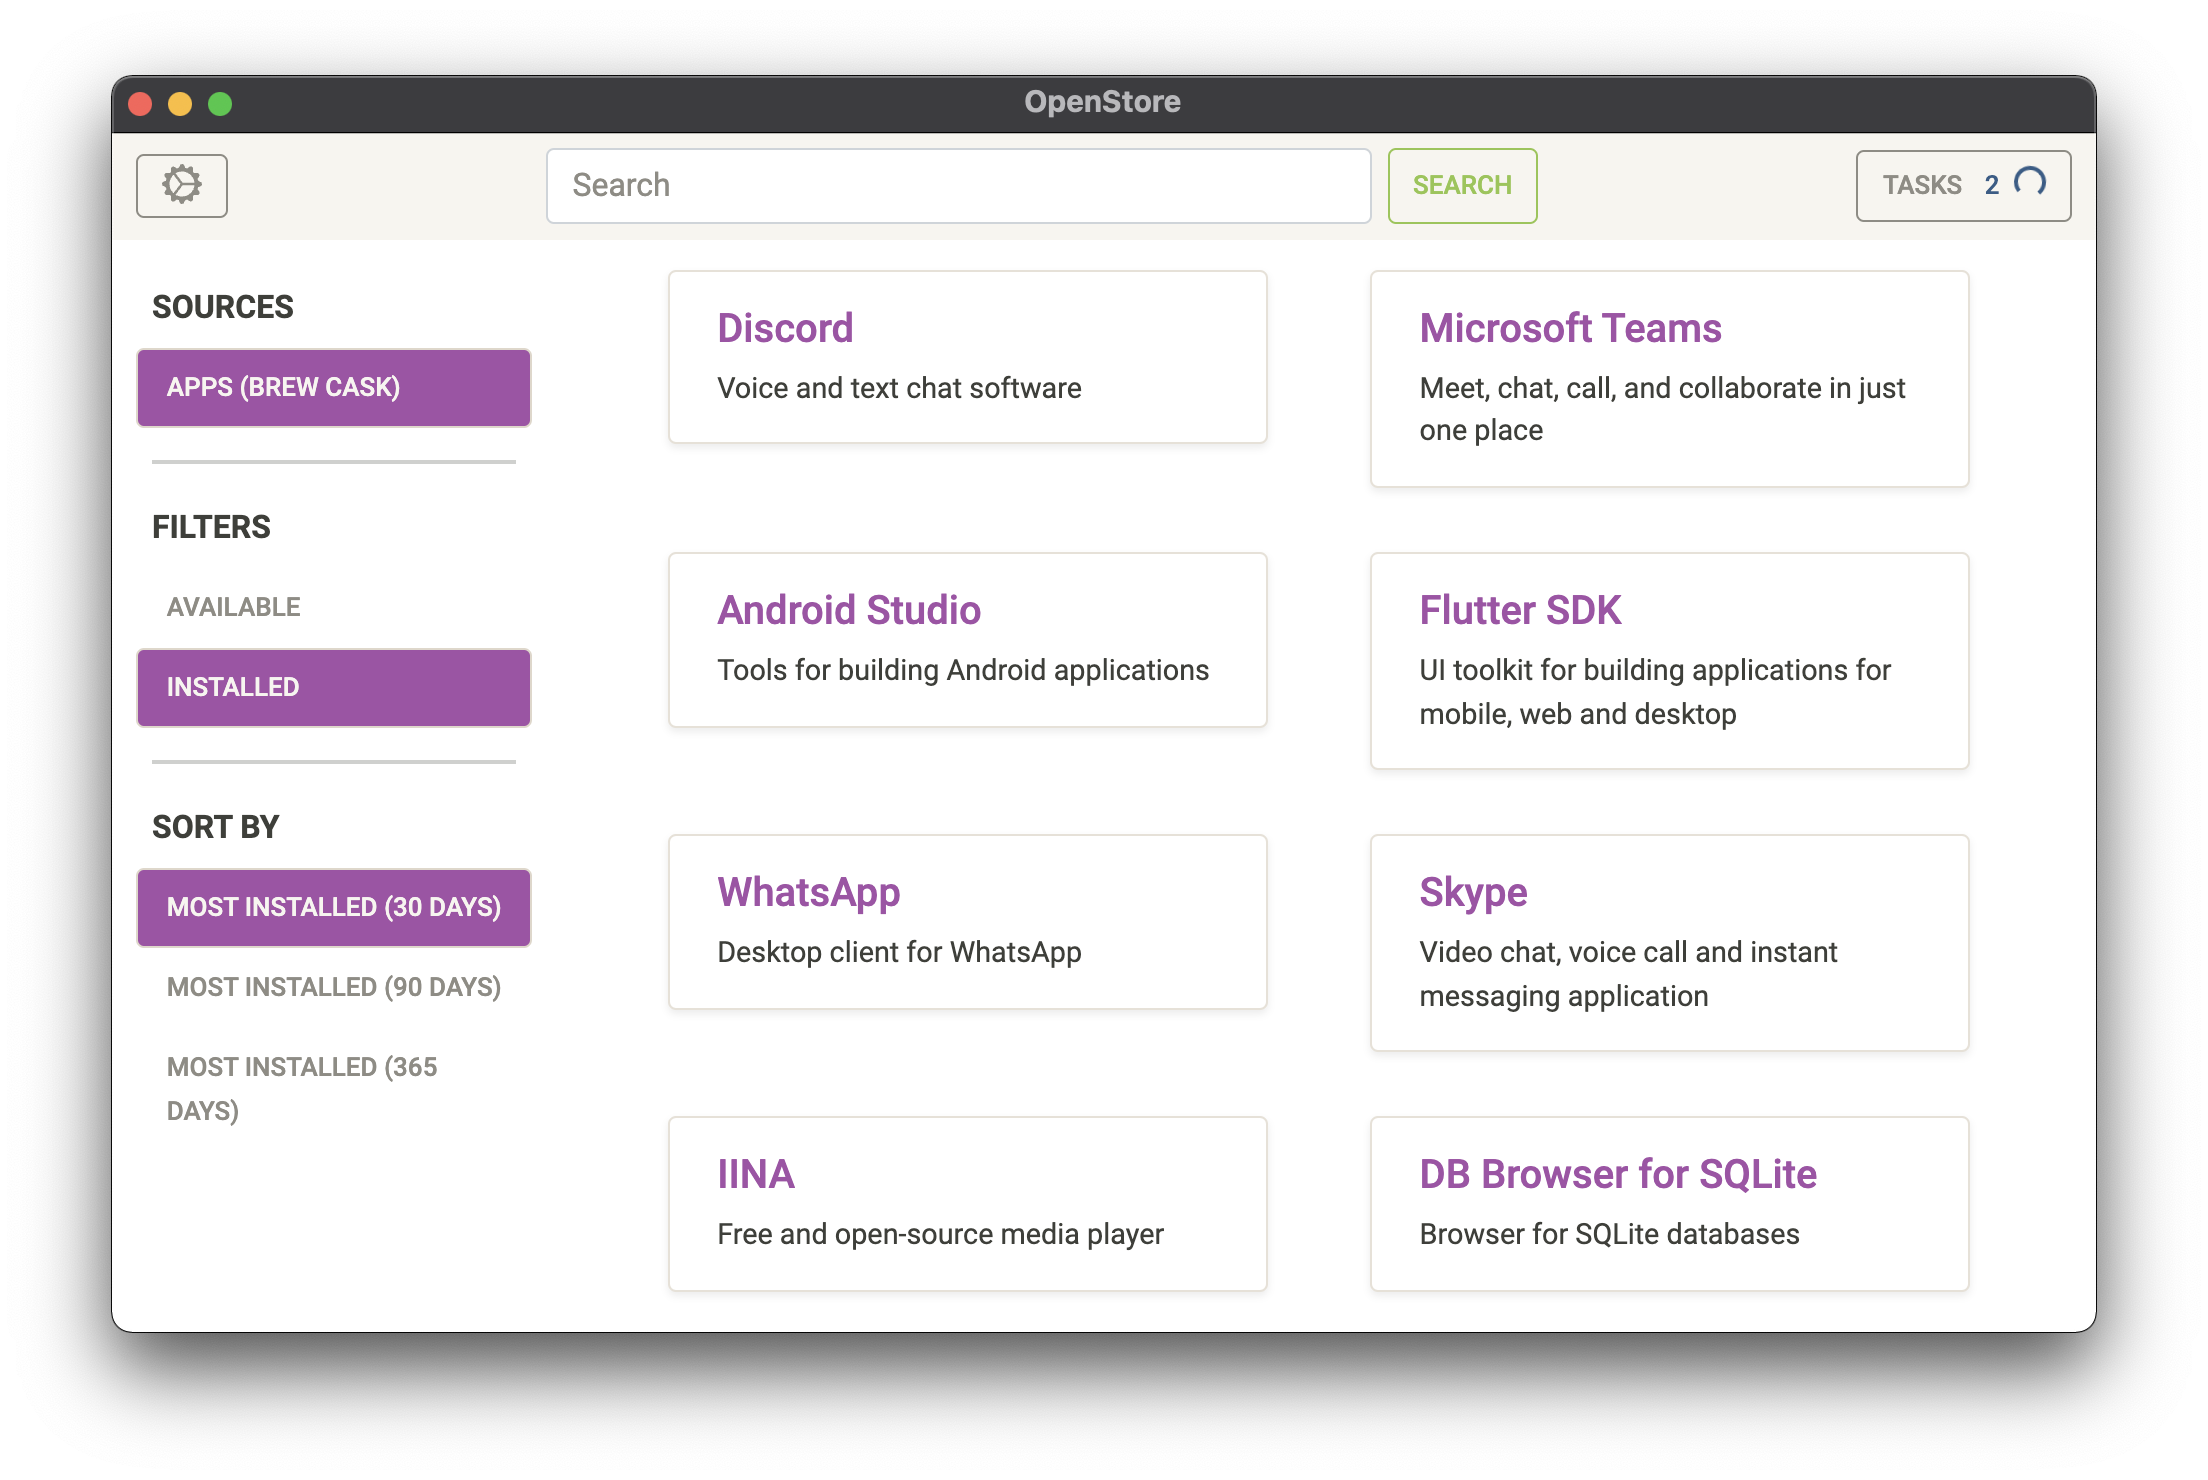 OpenStore
Search
SEARCH
TASKS 2
SOURCES
APPS (BREW CASK)
FILTERS
AVAILABLE
INSTALLED
SORT BY
MOST INSTALLED (30 DAYS)
MOST INSTALLED (90 DAYS)
MOST INSTALLED (365
DAYS)
Discord
Voice and text chat software
Microsoft Teams
Meet, chat, call, and collaborate in just
one place
Android Studio
Tools for building Android applications
Flutter SDK
UI toolkit for building applications for
mobile, web and desktop
WhatsApp
Desktop client for WhatsApp
Skype
Video chat, voice call and instant
messaging application
IINA
Free and open-source media player
DB Browser for SQLite
Browser for SQLite databases